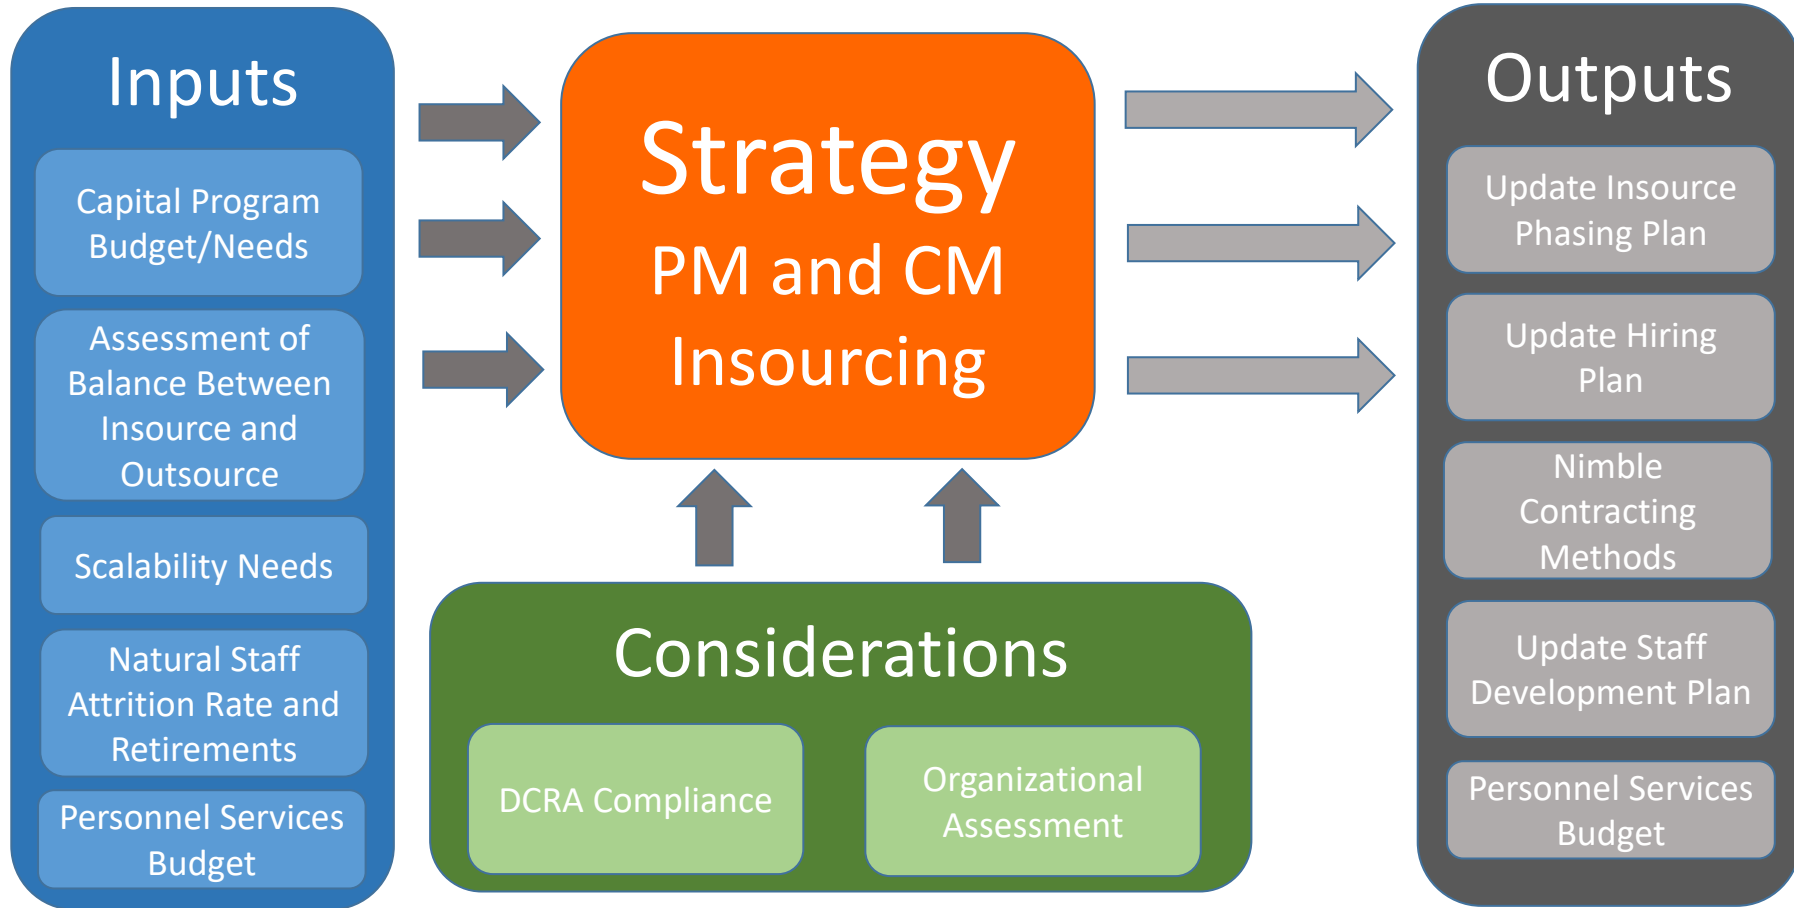 Inputs
Capital Program
Budget/Needs
Assessment of
Balance Between
Insource and
Outsource
Scalability Needs
Natural Staff
Attrition Rate and
Retirements
Personnel Services
Budget
Strategy
PM and CM
Insourcing
Considerations
DCRA Compliance
Organizational
Assessment
Outputs
Update Insource
Phasing Plan
Update Hiring
Plan
Nimble
Contracting
Methods
Update Staff
Development Plan
Personnel Services
Budget